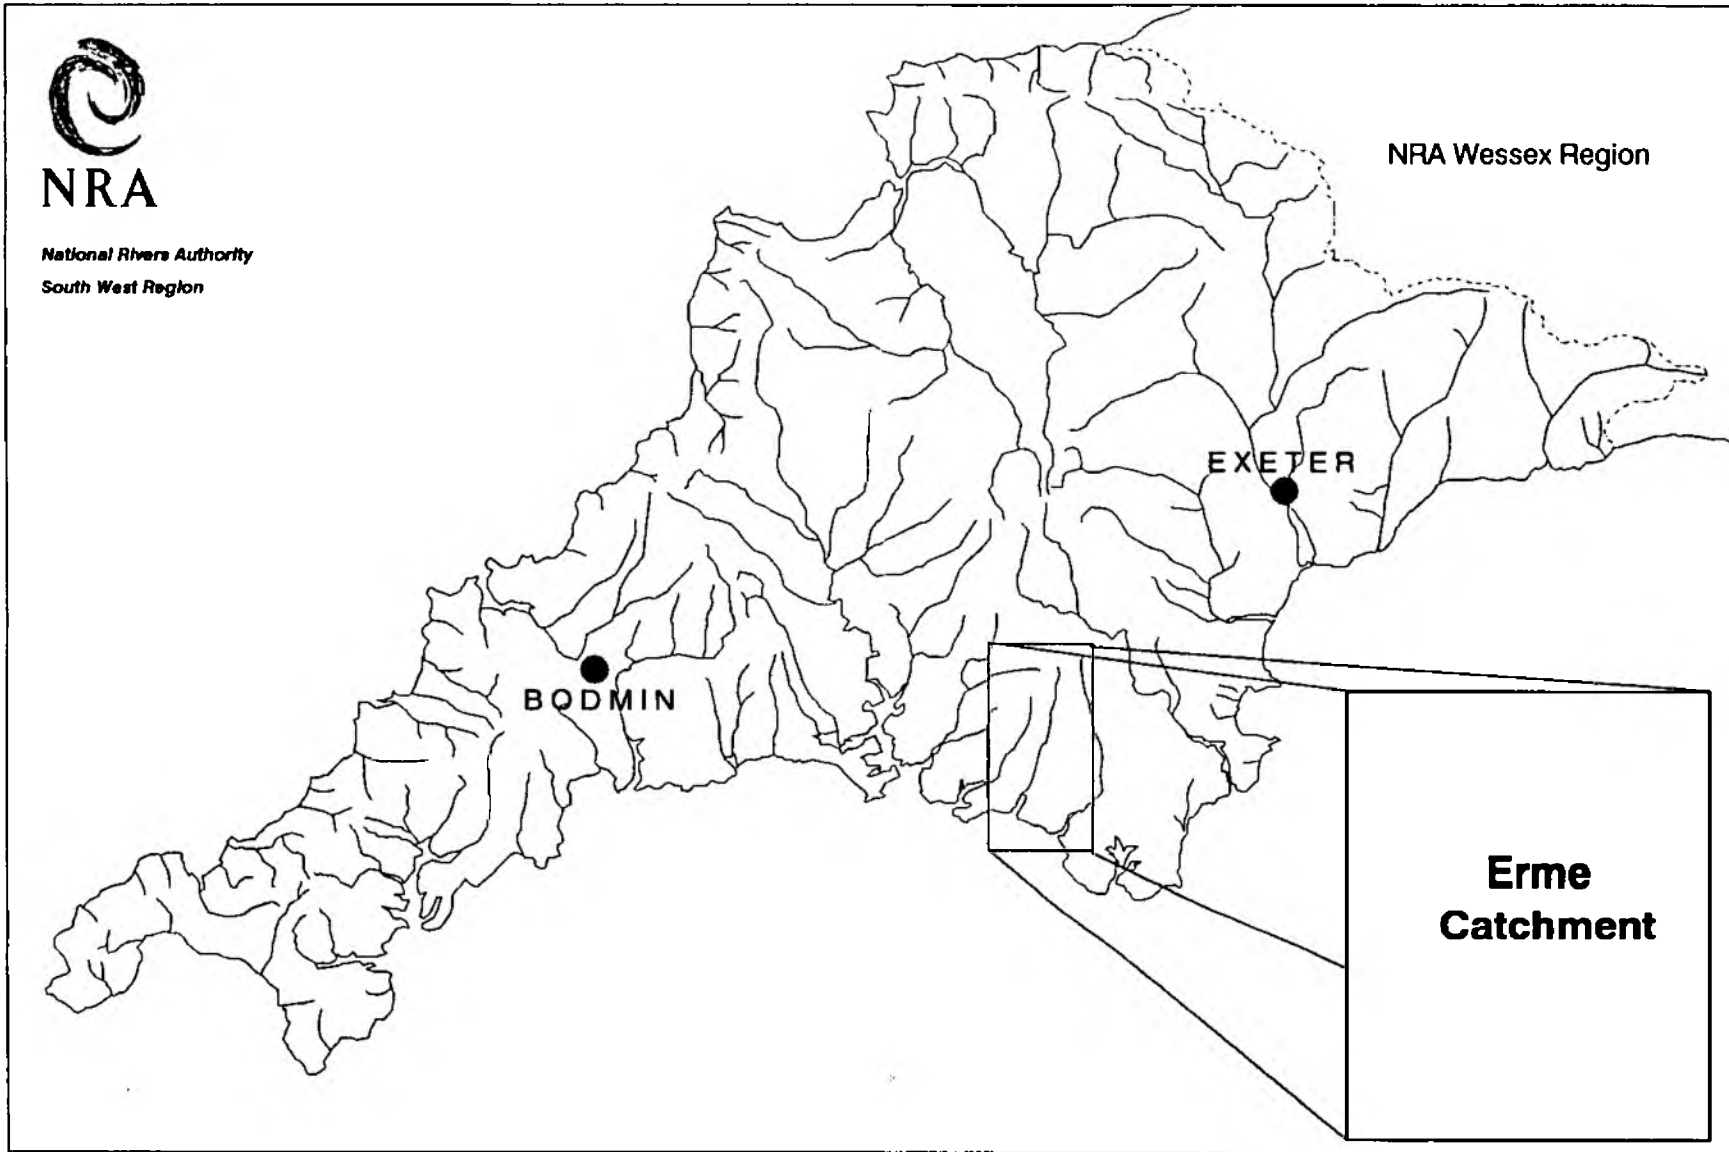 NRA
National Rivers Authority
South West Region
NRA Wessex Region
EXETER
BODMIN
Erme
Catchment